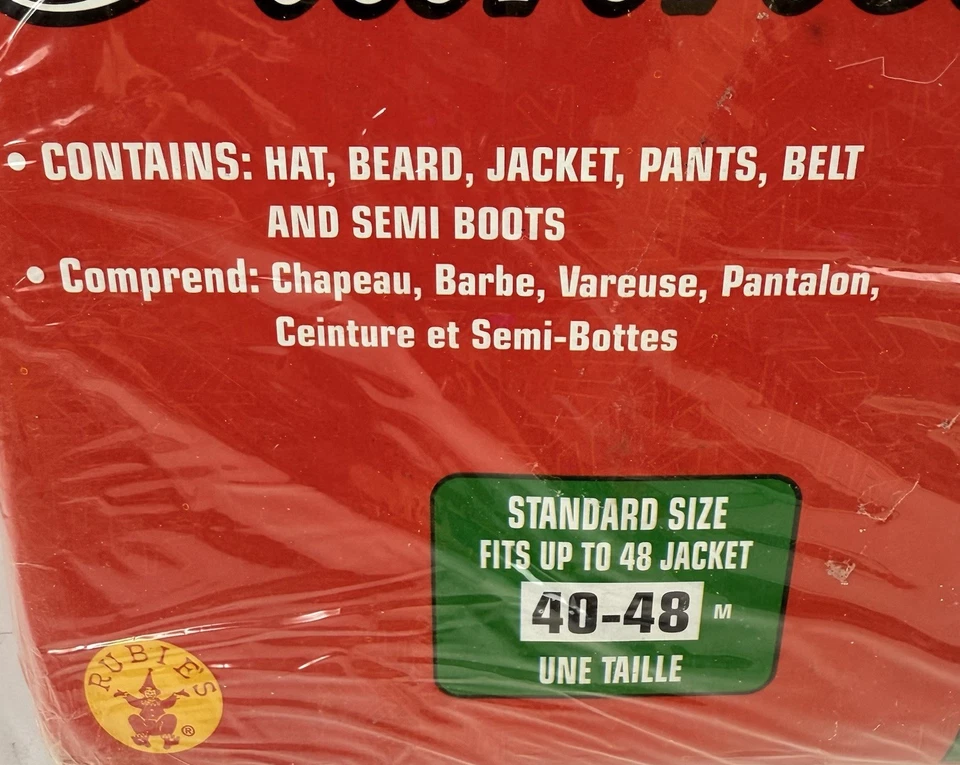 • CONTAINS: HAT, BEARD, JACKET, PANTS, BELT
AND SEMI BOOTS
• Comprend: Chapeau, Barbe, Vareuse, Pantalon,
Ceinture et Semi-Bottes
STANDARD SIZE
FITS UP TO 48 JACKET
40-48 M
UNE TAILLE
RUBIE'S ®